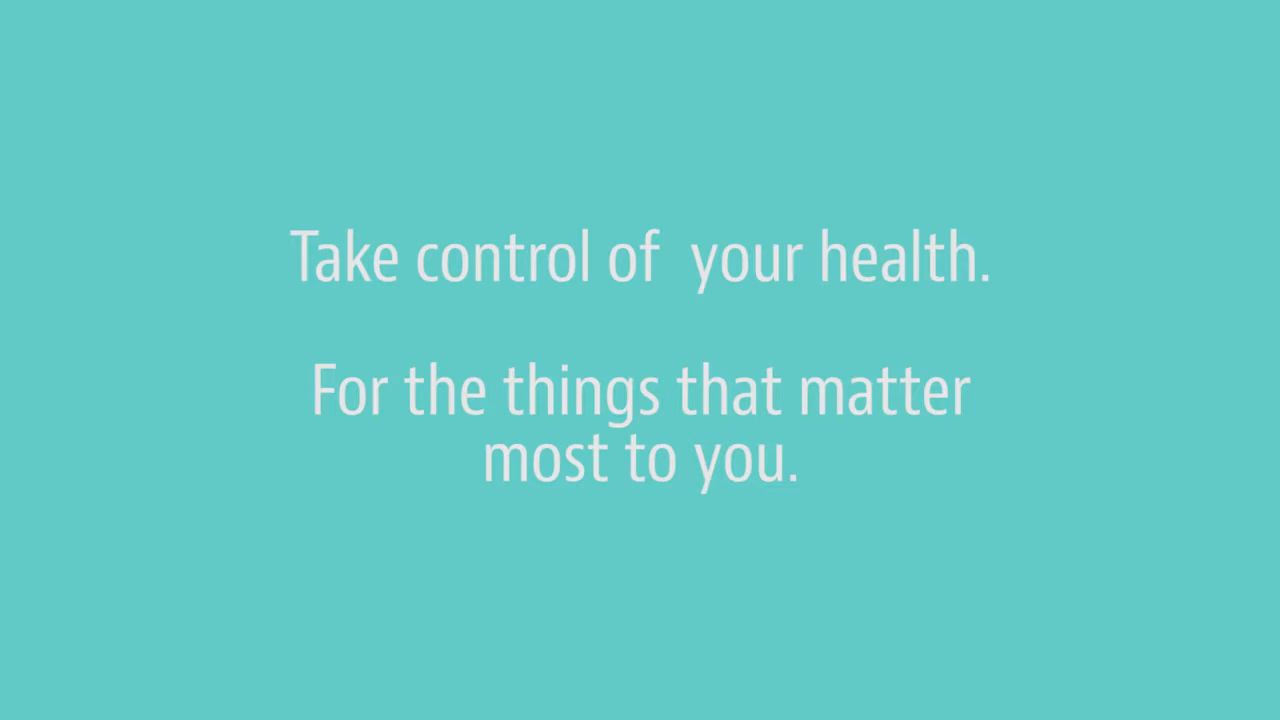 Take control of  your health.
For the things that matter
most to you.